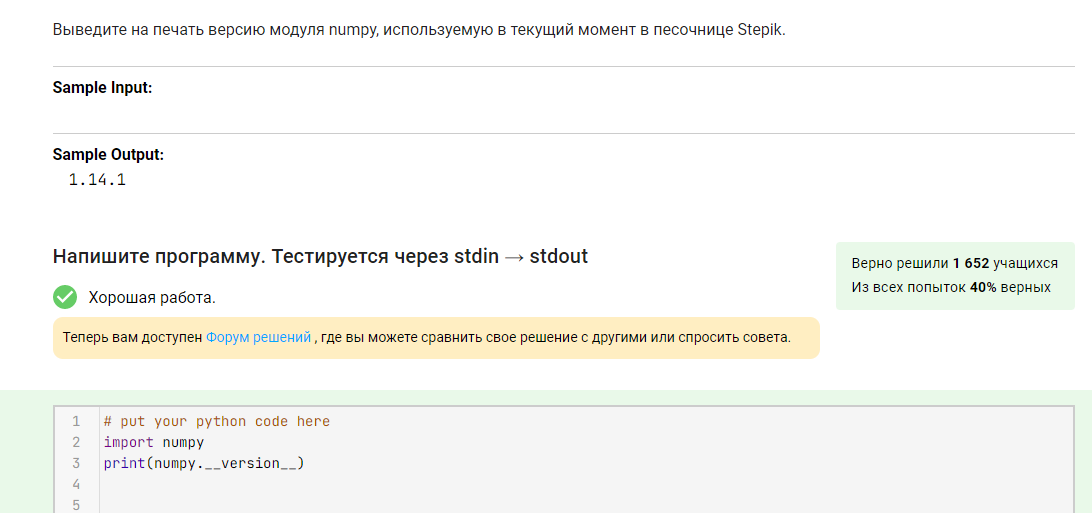 Выведите на печать версию модуля numpy, используемую в текущий момент в песочнице Stepik.
Sample Input:
Sample Output:
1.14.1
Напишите программу. Тестируется через stdin → stdout
Верно решили 1 652 учащихся
Из всех попыток 40% верных
Хорошая работа.
Теперь вам доступен Форум решений , где вы можете сравнить свое решение с другими или спросить совета.
1 # put your python code here
2 import numpy
3 print(numpy.__version__)
4
5